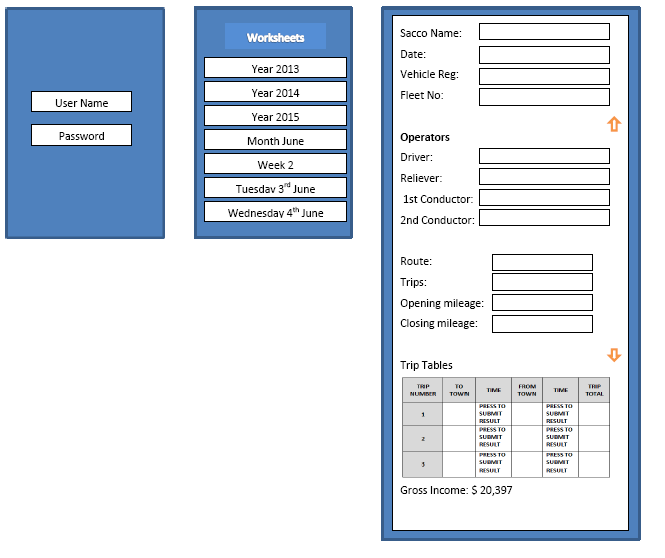 User Name
Password
Worksheets
Year 2013
Year 2014
Year 2015
Month June
Week 2
Tuesday 3rd June
Wednesday 4th June
Sacco Name:
Date:
Vehicle Reg:
Fleet No:
Operators
Driver:
Reliever:
1st Conductor:
2nd Conductor:
Route:
Trips:
Opening mileage:
Closing mileage:
Trip Tables
TRIP NUMBER TO TOWN TIME FROM TOWN TIME TRIP TOTAL
1 PRESS TO SUBMIT RESULT PRESS TO SUBMIT RESULT
2 PRESS TO SUBMIT RESULT PRESS TO SUBMIT RESULT
3 PRESS TO SUBMIT RESULT PRESS TO SUBMIT RESULT
Gross Income: $ 20,397